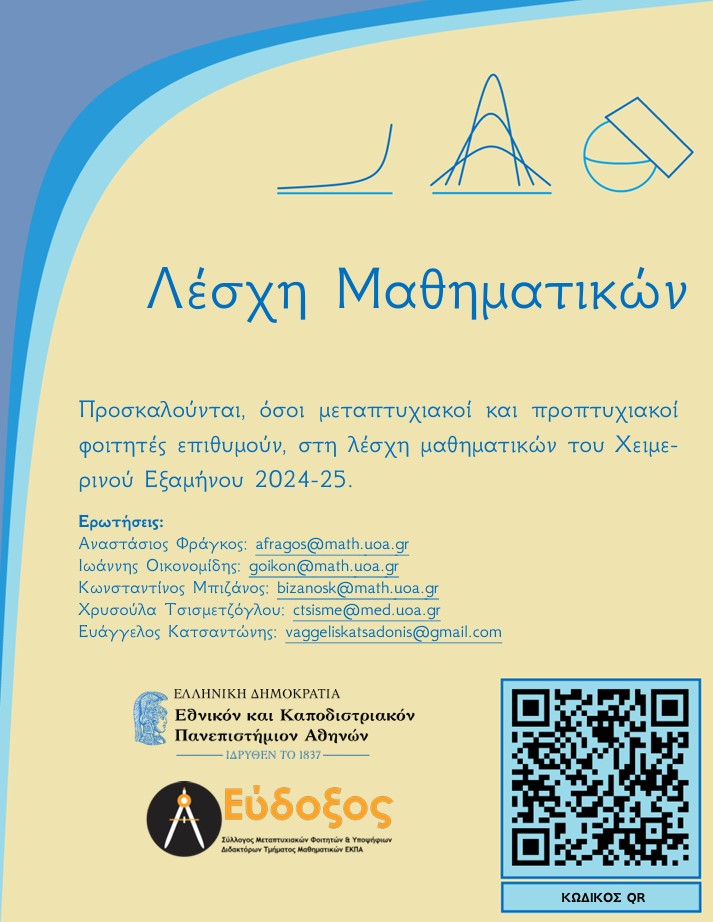 Λέσχη Μαθηματικών
Προσκαλούνται, όσοι μεταπτυχιακοί και προπτυχιακοί
φοιτητές επιθυμούν, στη λέσχη μαθηματικών του Χειμε-
ρινού Εξαμήνου 2024-25.
Ερωτήσεις:
Αναστάσιος Φράγκος: afragos@math.uoa.gr
Ιωάννης Οικονομίδης: goikon@math.uoa.gr
Κωνσταντίνος Μπιζάνος: bizanosk@math.uoa.gr
Χρυσούλα Τσισμετζόγλου: ctsisme@med.uoa.gr
Ευάγγελος Κατσαντώνης: vaggeliskatsadonis@gmail.com
ΕΛΛΗΝΙΚΗ ΔΗΜΟΚΡΑΤΙΑ
Εθνικόν και Καποδιστριακόν
Πανεπιστήμιον Αθηνών
ΙΔΡΥΘΕΝ ΤΟ 1837
Εύδοξος
Σύλλογος Μεταπτυχιακών Φοιτητών & Υποψήφιων
Διδακτόρων Τμήματος Μαθηματικών ΕΚΠΑ
ΚΩΔΙΚΟΣ QR